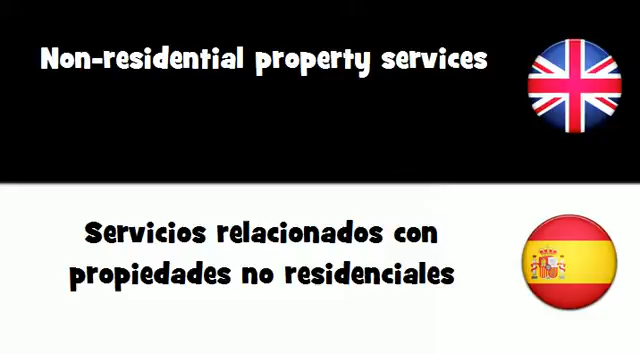 Non-residential property services
Servicios relacionados con
propiedades no residenciales